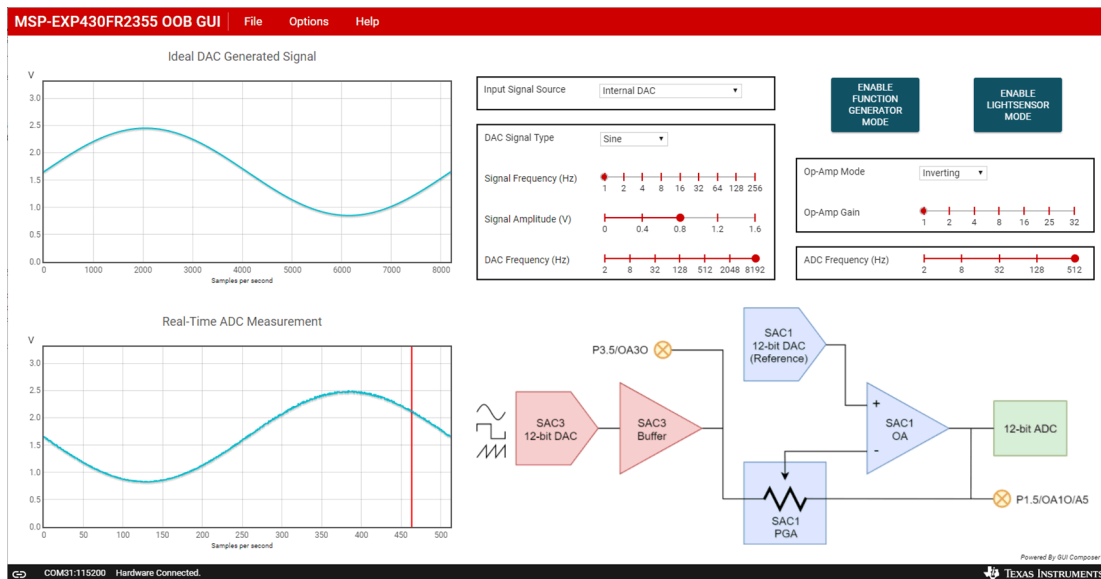 MSP-EXP430FR2355 OOB GUI File Options Help
Ideal DAC Generated Signal
V
3.0
2.5
2.0
1.5
1.0
0.5
0.0
0 1000 2000 3000 4000 5000 6000 7000 8000
Samples per second
Input Signal Source Internal DAC
DAC Signal Type Sine
Signal Frequency (Hz)
1 2 4 8 16 32 64 128 256
Signal Amplitude (V)
0 0.4 0.8 1.2 1.6
DAC Frequency (Hz)
2 8 32 128 512 2048 8192
ENABLE
FUNCTION
GENERATOR
MODE
ENABLE
LIGHTSENSOR
MODE
Op-Amp Mode Inverting
Op-Amp Gain
1 2 4 8 16 25 32
ADC Frequency (Hz)
2 8 32 128 512
Real-Time ADC Measurement
V
3.0
2.5
2.0
1.5
1.0
0.5
0.0
0 50 100 150 200 250 300 350 400 450 500
Samples per second
P3.5/OA3O
SAC1
12-bit DAC
(Reference)
SAC3
12-bit DAC
SAC3
Buffer
+
SAC1
OA
-
12-bit ADC
SAC1
PGA
P1.5/OA1O/A5
Powered By GUI Composer
COM31:115200 Hardware Connected.
TEXAS INSTRUMENTS